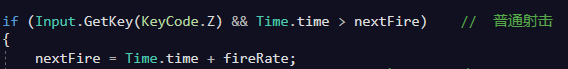 if (Input.GetKey(KeyCode.Z) && Time.time > nextFire)    // 普通射击
{
    nextFire = Time.time + fireRate;